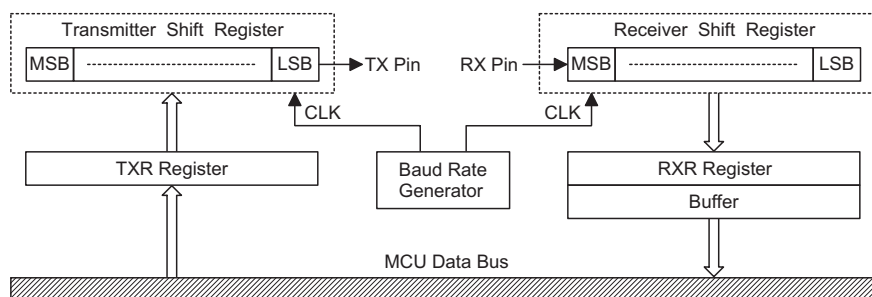 Transmitter Shift Register
MSB
LSB
TX Pin
RX Pin
Receiver Shift Register
MSB
LSB
CLK
CLK
TXR Register
Baud Rate
Generator
RXR Register
Buffer
MCU Data Bus